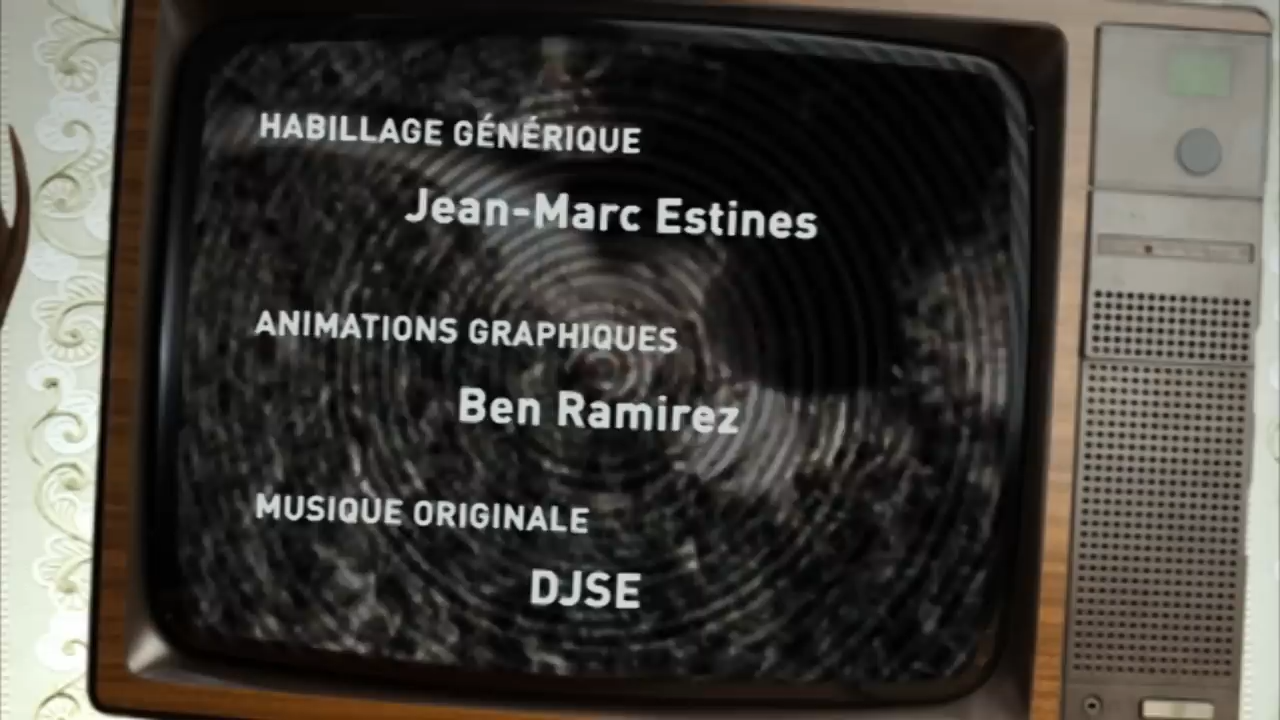 HABILLAGE GÉNÉRIQUE
Jean-Marc Estines
ANIMATIONS GRAPHIQUES
Ben Ramirez
MUSIQUE ORIGINALE
DJSE